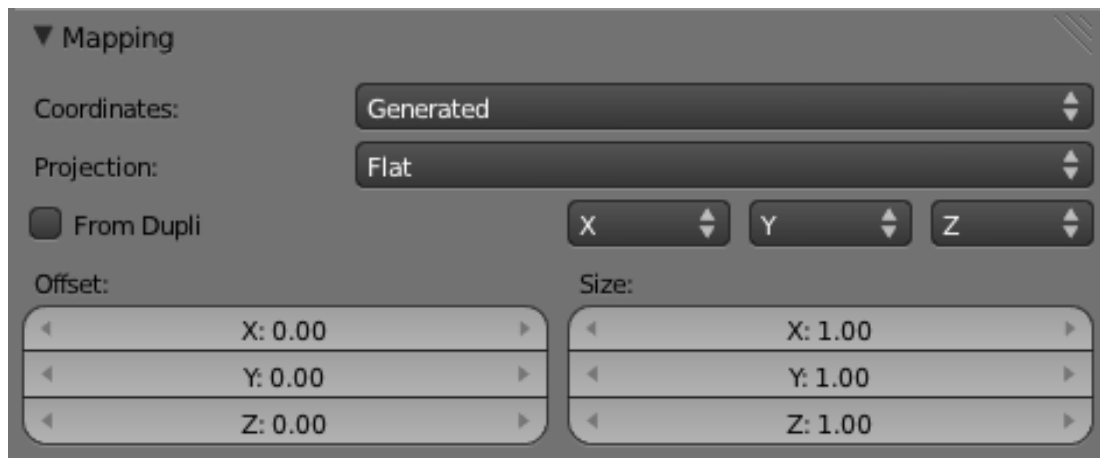 Mapping
Coordinates: Generated
Projection: Flat
From Dupli X Y Z
Offset: Size:
X: 0.00 X: 1.00
Y: 0.00 Y: 1.00
Z: 0.00 Z: 1.00